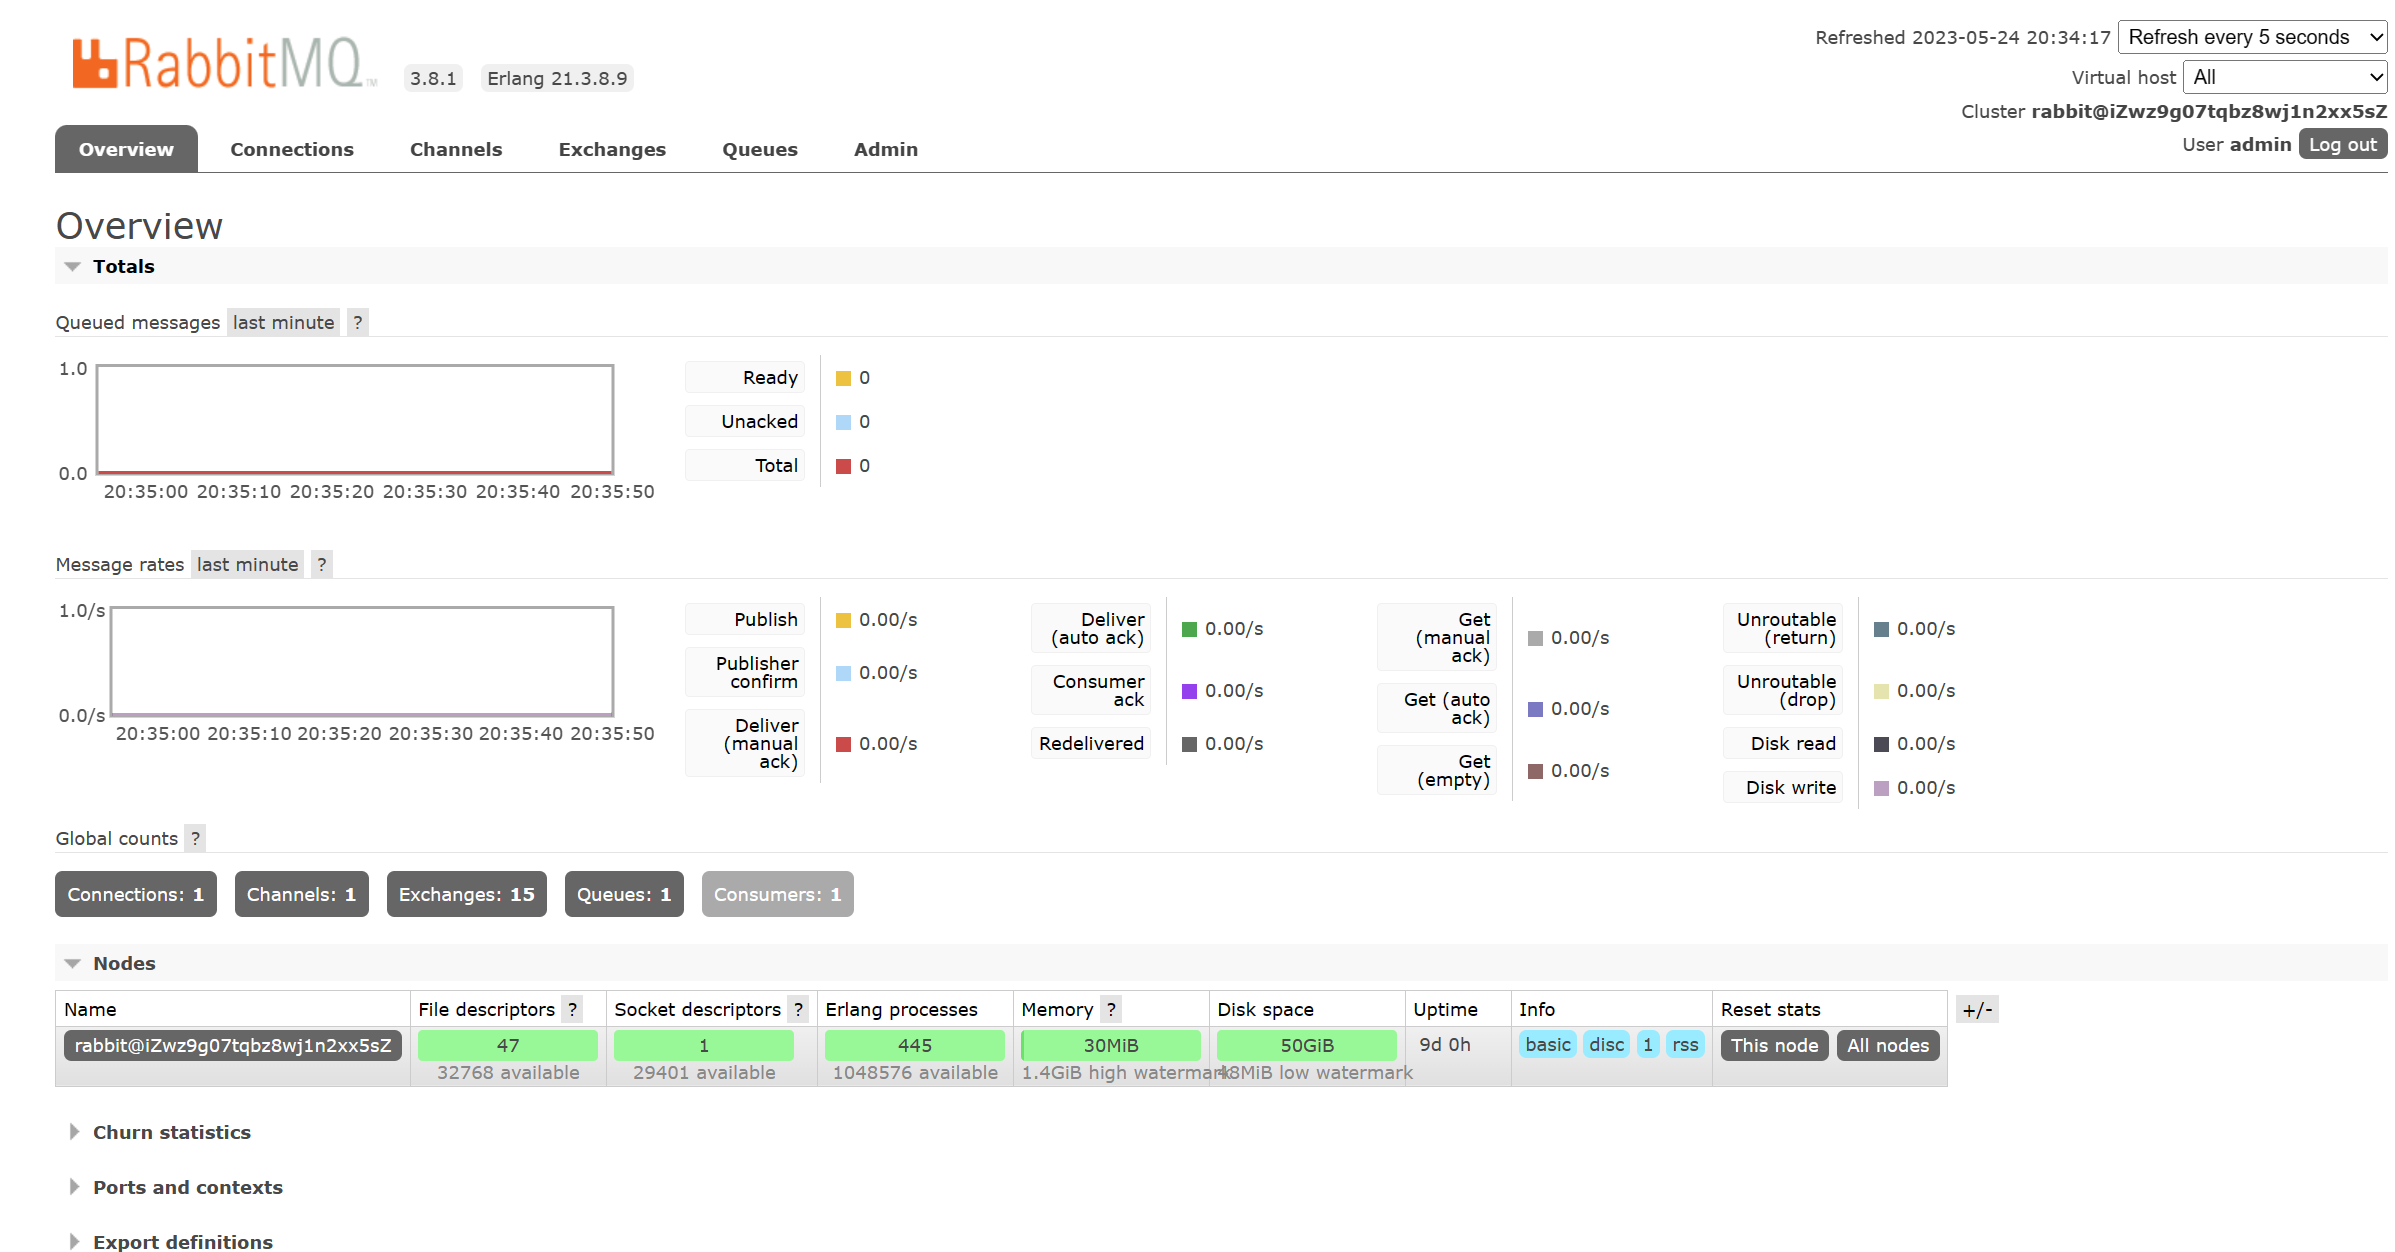 RabbitMQ TM 3.8.1 Erlang 21.3.8.9
Refreshed 2023-05-24 20:34:17 Refresh every 5 seconds
Virtual host All
Cluster rabbit@iZwz9g07tqbz8wj1n2xx5sZ
User admin Log out
Overview Connections Channels Exchanges Queues Admin
Overview
Totals
Queued messages last minute ?
1.0
0.0
20:35:00 20:35:10 20:35:20 20:35:30 20:35:40 20:35:50
Ready 0
Unacked 0
Total 0
Message rates last minute ?
1.0/s
0.0/s
20:35:00 20:35:10 20:35:20 20:35:30 20:35:40 20:35:50
Publish 0.00/s
Publisher
confirm 0.00/s
Deliver
(manual 0.00/s
ack)
Deliver
(auto ack) 0.00/s
Consumer
ack 0.00/s
Redelivered 0.00/s
Get
(manual 0.00/s
ack)
Get (auto
ack) 0.00/s
Get
(empty) 0.00/s
Unroutable
(return) 0.00/s
Unroutable
(drop) 0.00/s
Disk read 0.00/s
Disk write 0.00/s
Global counts ?
Connections: 1 Channels: 1 Exchanges: 15 Queues: 1 Consumers: 1
Nodes
Name File descriptors ? Socket descriptors ? Erlang processes Memory ? Disk space Uptime Info Reset stats +/-
rabbit@iZwz9g07tqbz8wj1n2xx5sZ 47 1 445 30MiB 50GiB 9d 0h basic disc 1 rss This node All nodes
32768 available 29401 available 1048576 available 1.4GiB high watermark 48MiB low watermark
Churn statistics
Ports and contexts
Export definitions